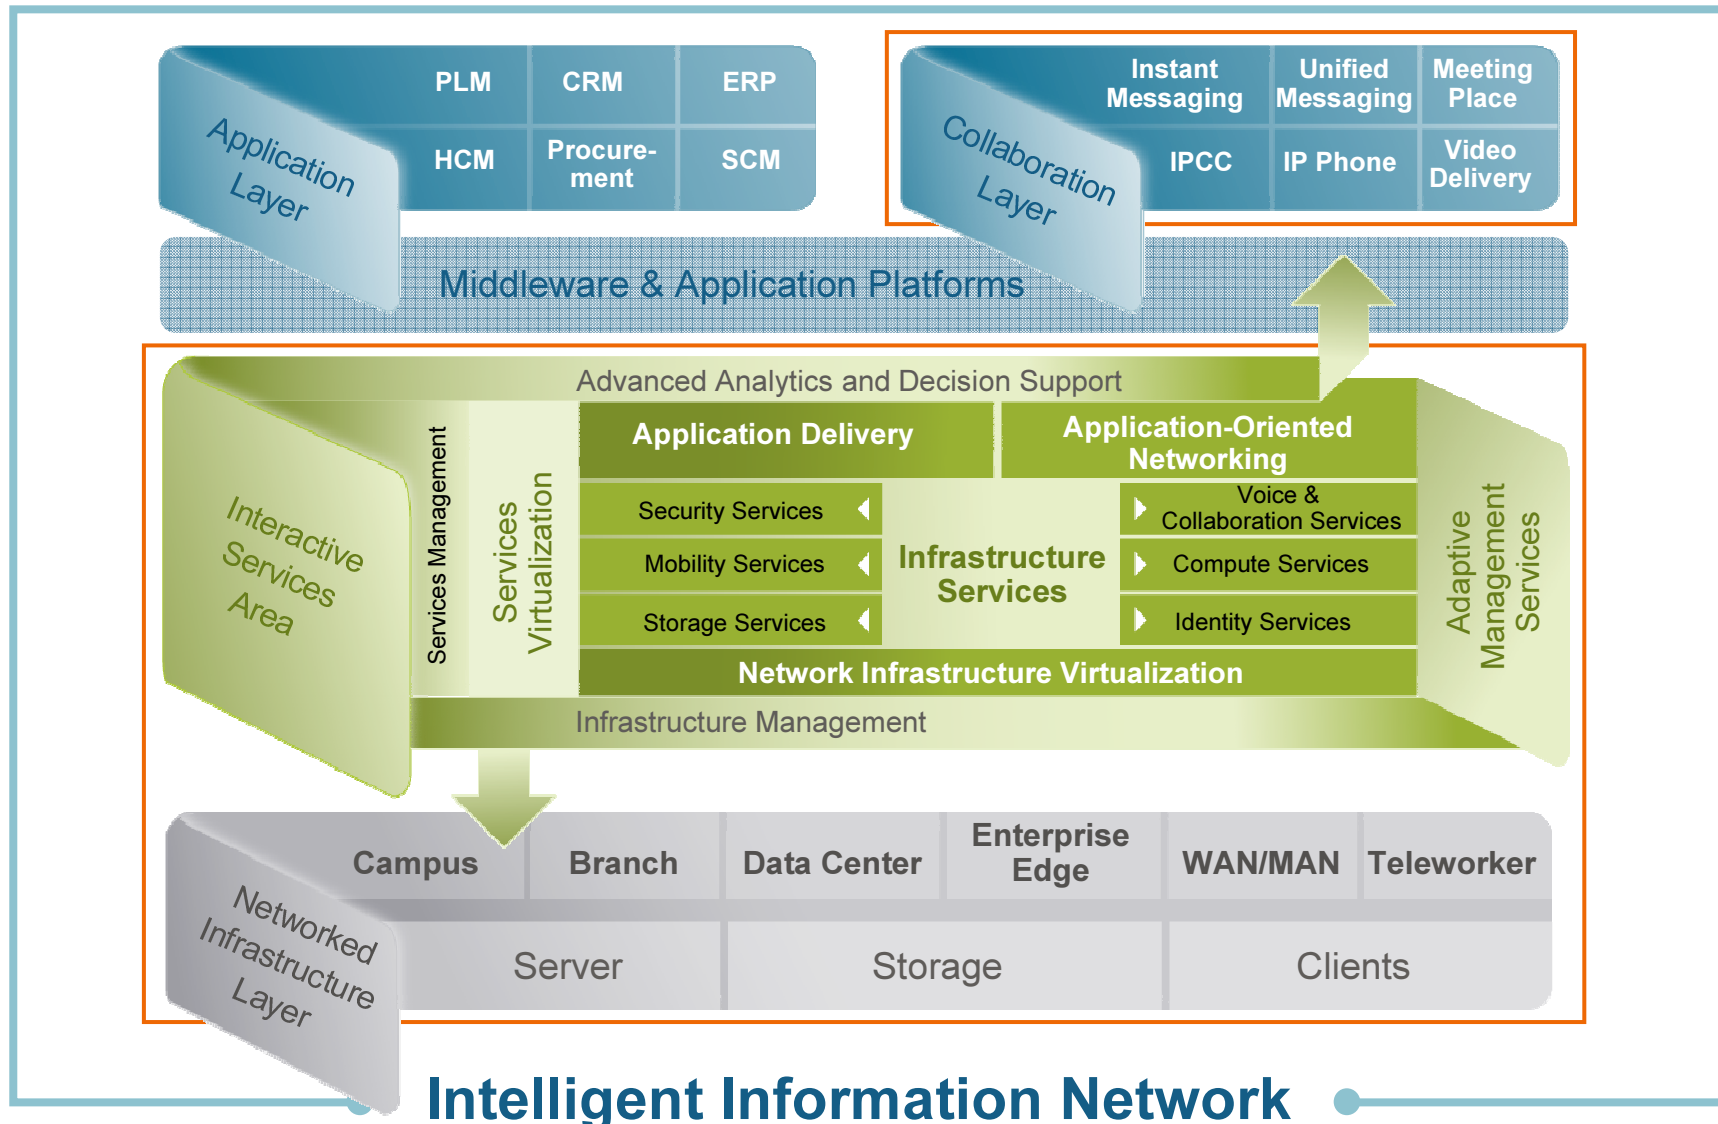 PLM
CRM
ERP
HCM
Procure-
ment
SCM
Application
Layer
Instant
Messaging
Unified
Messaging
Meeting
Place
IPCC
IP Phone
Video
Delivery
Collaboration
Layer
Middleware & Application Platforms
Advanced Analytics and Decision Support
Interactive
Services
Area
Services Management
Services
Virtualization
Application Delivery
Application-Oriented
Networking
Security Services
Mobility Services
Storage Services
Infrastructure
Services
Voice &
Collaboration Services
Compute Services
Identity Services
Network Infrastructure Virtualization
Adaptive
Management
Services
Infrastructure Management
Campus
Branch
Data Center
Enterprise
Edge
WAN/MAN
Teleworker
Networked
Infrastructure
Layer
Server
Storage
Clients
Intelligent Information Network